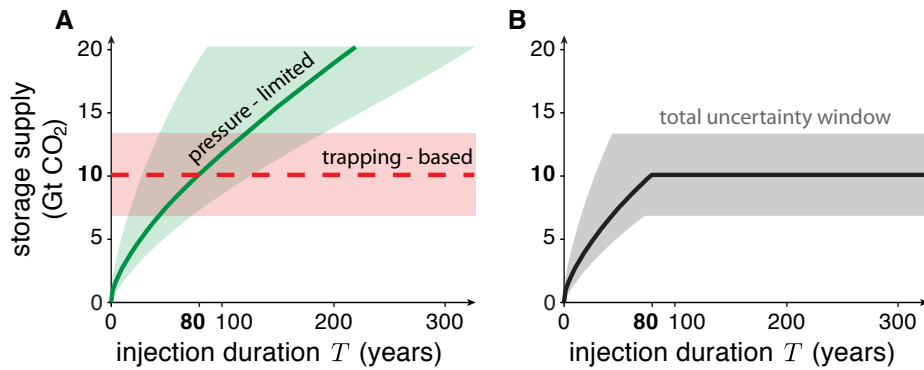 A
storage supply
(Gt CO₂)
20
15
10
5
0
pressure - limited
trapping - based
0
80
100
200
300
injection duration T (years)
B
20
15
10
5
0
total uncertainty window
0
80
100
200
300
injection duration T (years)